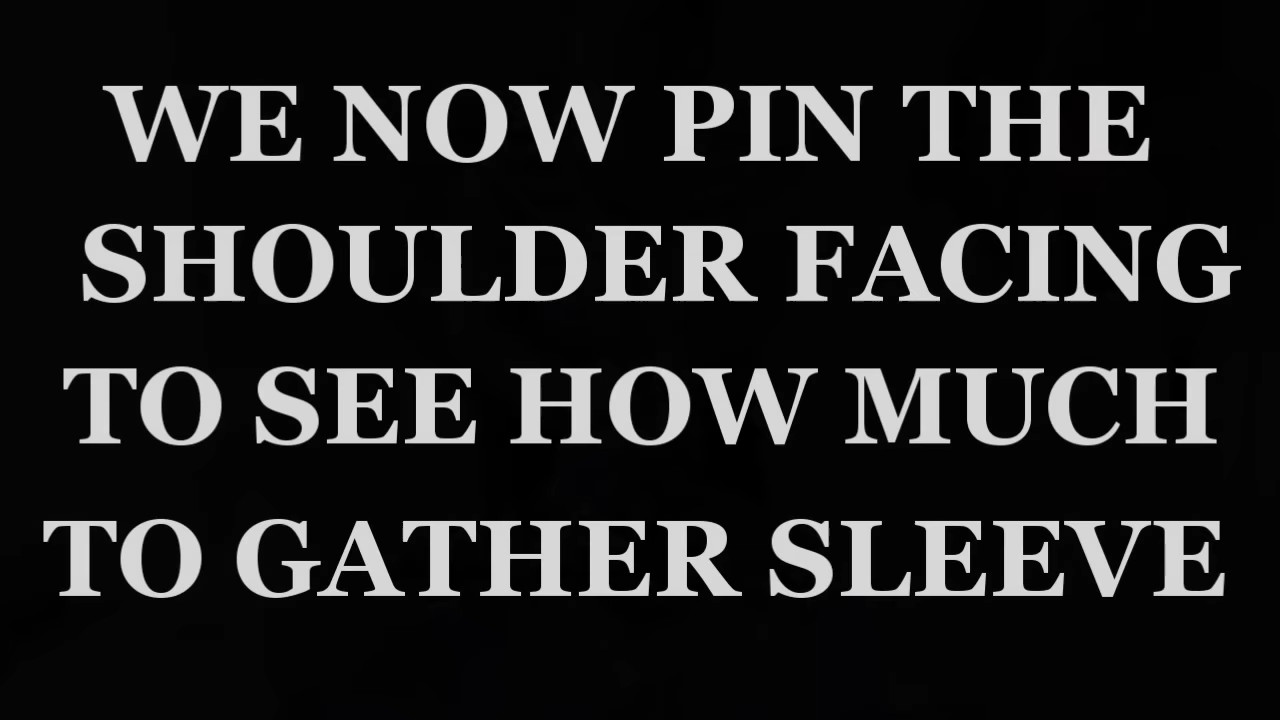 WE NOW PIN THE
SHOULDER FACING
TO SEE HOW MUCH
TO GATHER SLEEVE